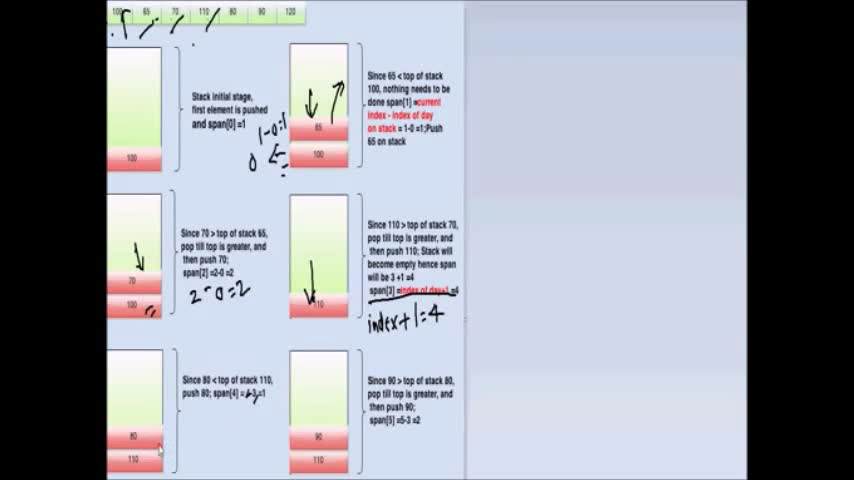 100 65 70 110 80 90 120
Stack initial stage,
first element is pushed
and span[0] =1
100
Since 65 < top of stack
100, nothing needs to be
done span[1] =current
index - index of day
on stack = 1-0 =1;Push
65 on stack
65
100
1-0=1
0
Since 70 > top of stack 65,
pop till top is greater, and
then push 70;
span[2] =2-0 =2
70
100
2-0=2
Since 110 > top of stack 70,
pop till top is greater, and
then push 110; Stack will
become empty hence span
will be 3 +1 =4
span[3] =index of day+1 =4
110
index+1=4
Since 80 < top of stack 110,
push 80; span[4] =4-3 =1
80
110
Since 90 > top of stack 80,
pop till top is greater, and
then push 90;
span[5] =5-3 =2
90
110